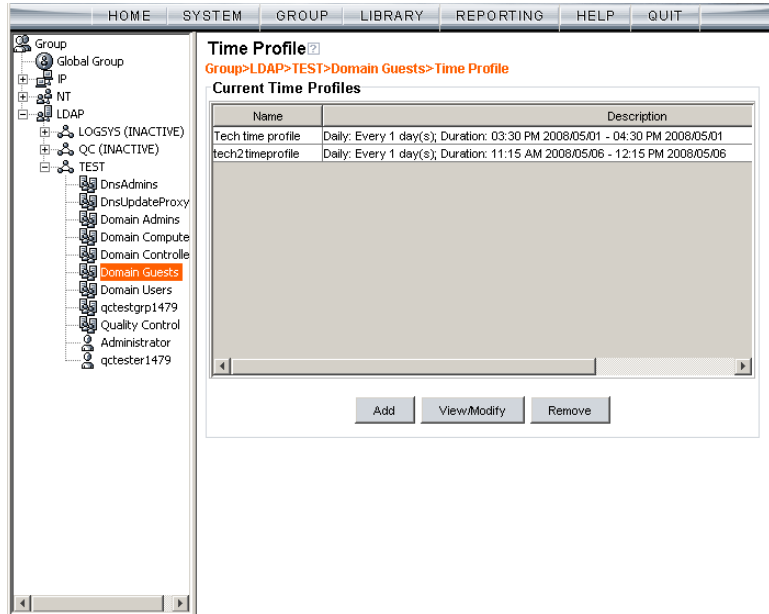 HOME SYSTEM GROUP LIBRARY REPORTING HELP QUIT
Group
Global Group
IP
NT
LDAP
LOGSYS (INACTIVE)
QC (INACTIVE)
TEST
DnsAdmins
DnsUpdateProxy
Domain Admins
Domain Compute
Domain Controlle
Domain Guests
Domain Users
qctestgrp1479
Quality Control
Administrator
qctester1479
Time Profile?
Group>LDAP>TEST>Domain Guests>Time Profile
Current Time Profiles
Name Description
Tech time profile Daily: Every 1 day(s); Duration: 03:30 PM 2008/05/01 - 04:30 PM 2008/05/01
tech2timeprofile Daily: Every 1 day(s); Duration: 11:15 AM 2008/05/06 - 12:15 PM 2008/05/06
Add View/Modify Remove